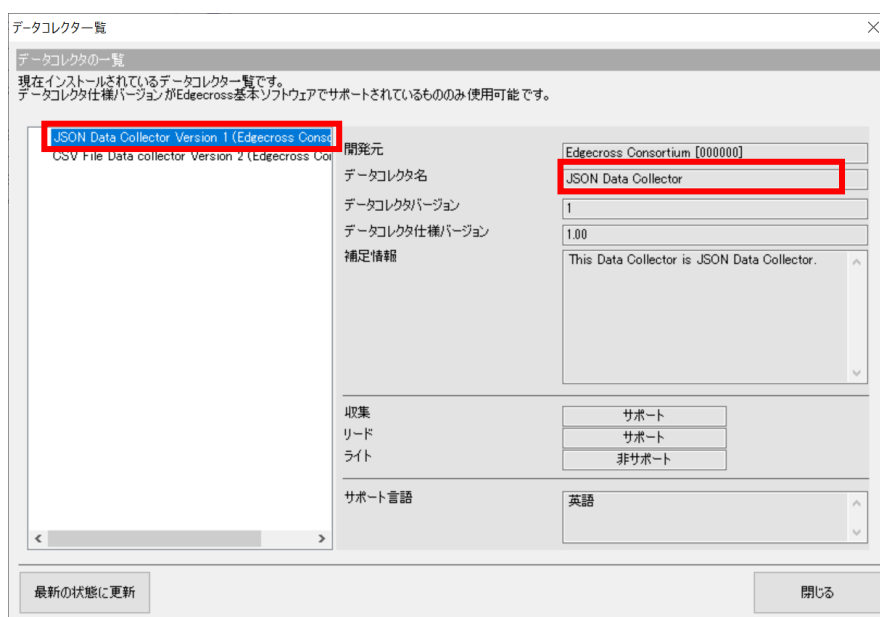 データコレクター覧
データコレクタの一覧
現在インストールされているデータコレクター覧です。
データコレクタ仕様バージョンがEdgecross基本ソフトウェアでサポートされているもののみ使用可能です。
JSON Data Collector Version 1 (Edgecross Conso
CSV File Data collector Version 2 (Edgecross Co
開発元
Edgecross Consortium [000000]
データコレクタ名
JSON Data Collector
データコレクタバージョン
1
データコレクタ仕様バージョン
1.00
補足情報
This Data Collector is JSON Data Collector.
収集
サポート
リード
サポート
ライト
非サポート
サポート言語
英語
最新の状態に更新
閉じる